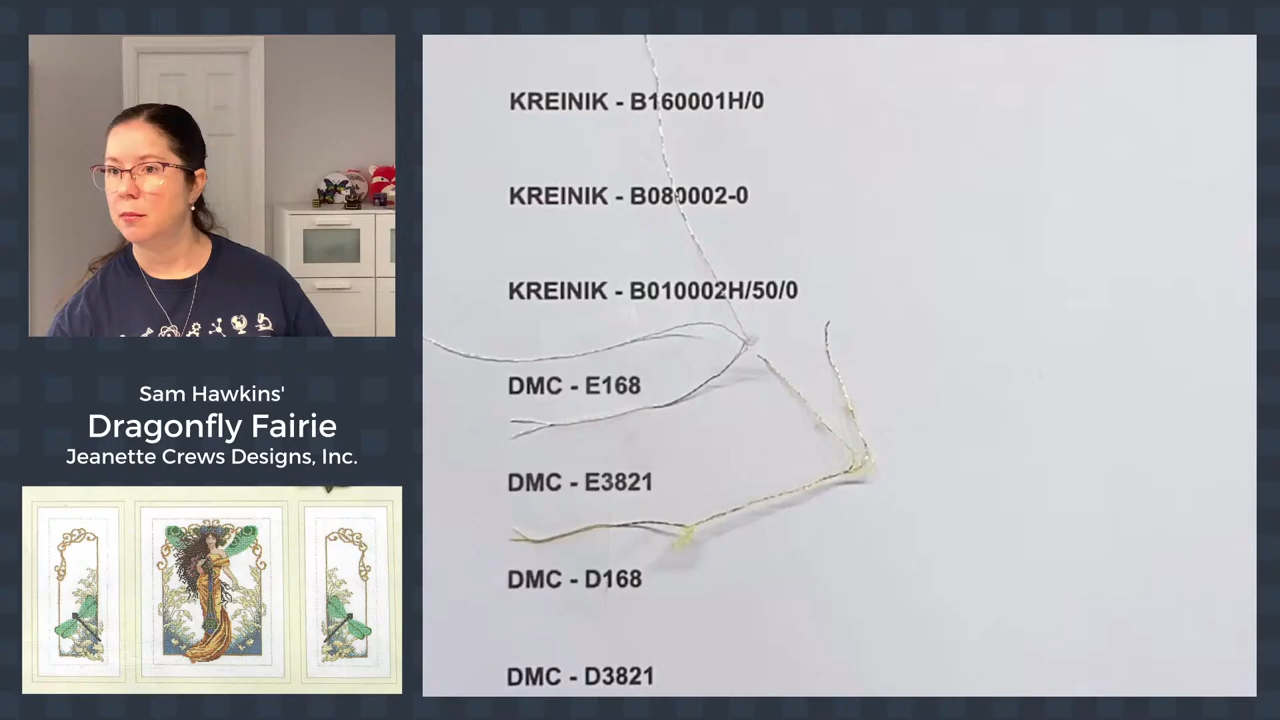 KREINIK - B160001H/0
KREINIK - B080002-0
KREINIK - B010002H/50/0
DMC - E168
DMC - E3821
DMC - D168
DMC - D3821
Sam Hawkins'
Dragonfly Fairie
Jeanette Crews Designs, Inc.